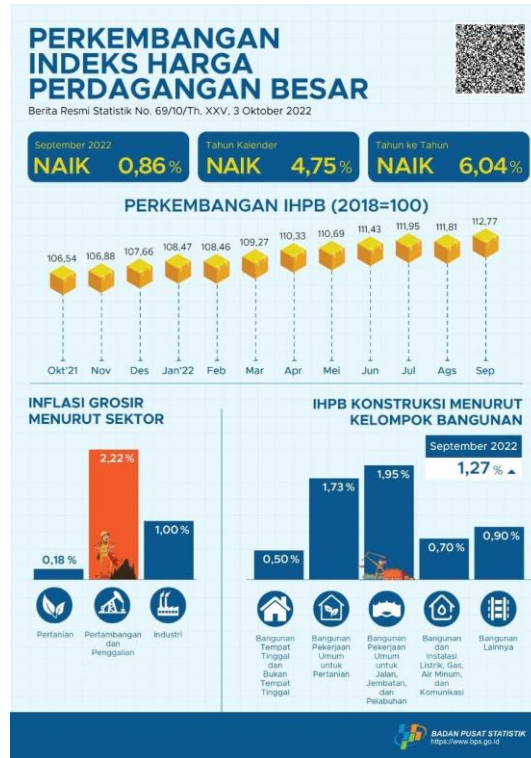 PERKEMBANGAN
INDEKS HARGA
PERDAGANGAN BESAR
Berita Resmi Statistik No. 69/10/Th. XXV, 3 Oktober 2022
September 2022
NAIK 0,86 %
Tahun Kalender
NAIK 4,75 %
Tahun ke Tahun
NAIK 6,04 %
PERKEMBANGAN IHPB (2018=100)
106,54 106,88 107,66 108,47 108,46 109,27 110,33 110,69 111,43 111,95 111,81 112,77
Okt'21 Nov Des Jan'22 Feb Mar Apr Mei Jun Jul Ags Sep
INFLASI GROSIR
MENURUT SEKTOR
0,18 %
2,22 %
1,00 %
Pertanian
Pertambangan
dan
Penggalian
Industri
IHPB KONSTRUKSI MENURUT
KELOMPOK BANGUNAN
September 2022
1,27 %
0,50 %
1,73 %
1,95 %
0,70 %
0,90 %
Bangunan
Tempat
Tinggal
dan
Bukan
Tempat
Tinggal
Bangunan
Pekerjaan
Umum
untuk
Pertanian
Bangunan
Pekerjaan
Umum
untuk
Jalan,
Jembatan,
dan
Pelabuhan
Bangunan
dan
Instalasi
Listrik, Gas,
Air Minum,
dan
Komunikasi
Bangunan
Lainnya
BADAN PUSAT STATISTIK
https://www.bps.go.id